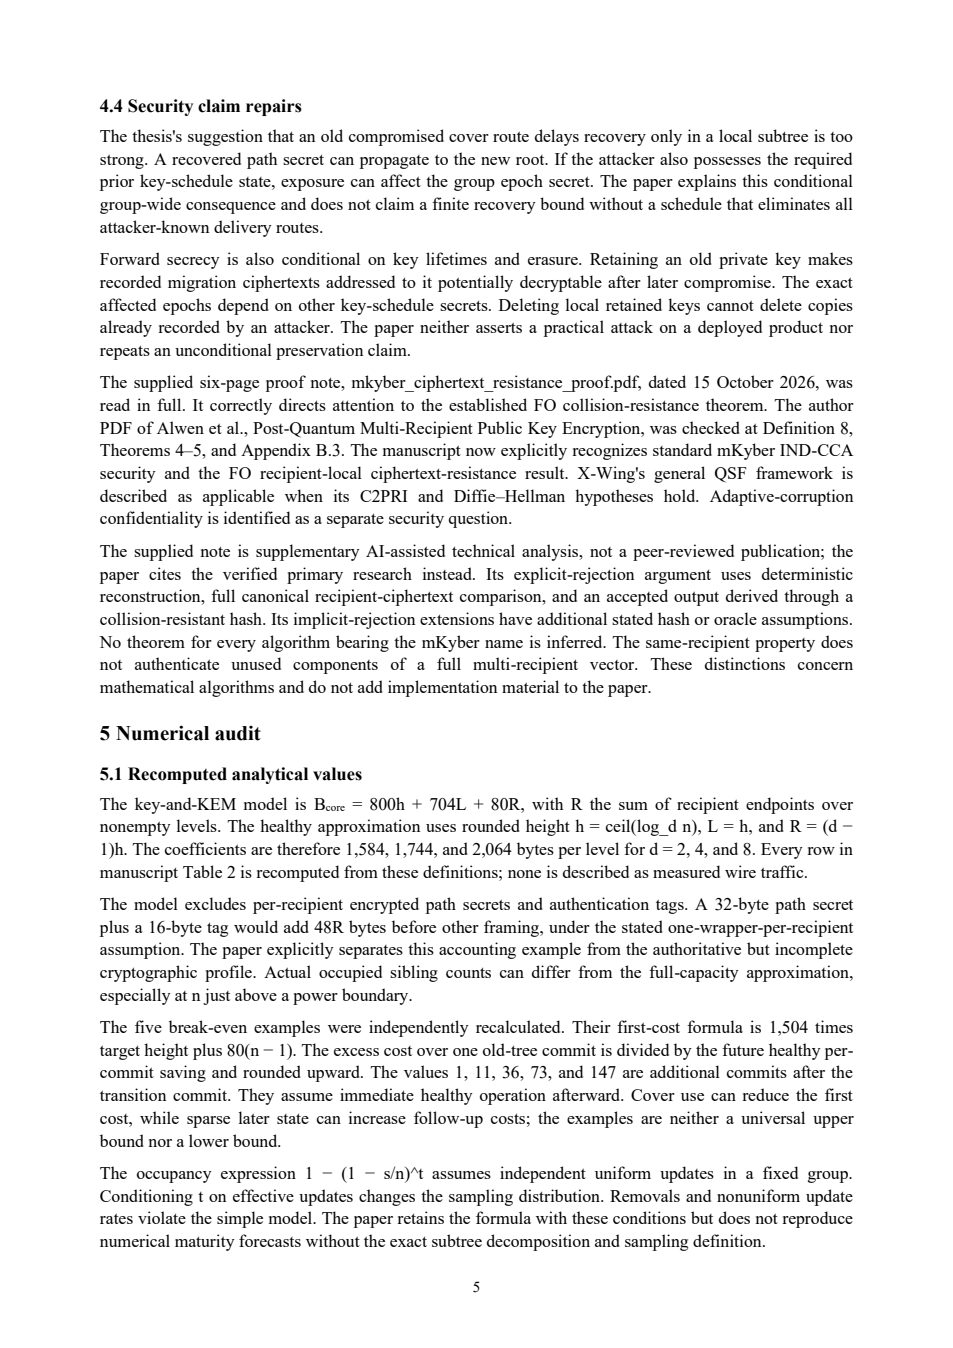 4.4 Security claim repairs
The thesis's suggestion that an old compromised cover route delays recovery only in a local subtree is too
strong. A recovered path secret can propagate to the new root. If the attacker also possesses the required
prior key-schedule state, exposure can affect the group epoch secret. The paper explains this conditional
group-wide consequence and does not claim a finite recovery bound without a schedule that eliminates all
attacker-known delivery routes.
Forward secrecy is also conditional on key lifetimes and erasure. Retaining an old private key makes
recorded migration ciphertexts addressed to it potentially decryptable after later compromise. The exact
affected epochs depend on other key-schedule secrets. Deleting local retained keys cannot delete copies
already recorded by an attacker. The paper neither asserts a practical attack on a deployed product nor
repeats an unconditional preservation claim.
The supplied six-page proof note, mkyber_ciphertext_resistance_proof.pdf, dated 15 October 2026, was
read in full. It correctly directs attention to the established FO collision-resistance theorem. The author
PDF of Alwen et al., Post-Quantum Multi-Recipient Public Key Encryption, was checked at Definition 8,
Theorems 4–5, and Appendix B.3. The manuscript now explicitly recognizes standard mKyber IND-CCA
security and the FO recipient-local ciphertext-resistance result. X-Wing's general QSF framework is
described as applicable when its C2PRI and Diffie–Hellman hypotheses hold. Adaptive-corruption
confidentiality is identified as a separate security question.
The supplied note is supplementary AI-assisted technical analysis, not a peer-reviewed publication; the
paper cites the verified primary research instead. Its explicit-rejection argument uses deterministic
reconstruction, full canonical recipient-ciphertext comparison, and an accepted output derived through a
collision-resistant hash. Its implicit-rejection extensions have additional stated hash or oracle assumptions.
No theorem for every algorithm bearing the mKyber name is inferred. The same-recipient property does
not authenticate unused components of a full multi-recipient vector. These distinctions concern
mathematical algorithms and do not add implementation material to the paper.
5 Numerical audit
5.1 Recomputed analytical values
The key-and-KEM model is Bcore = 800h + 704L + 80R, with R the sum of recipient endpoints over
nonempty levels. The healthy approximation uses rounded height h = ceil(log_d n), L = h, and R = (d −
1)h. The coefficients are therefore 1,584, 1,744, and 2,064 bytes per level for d = 2, 4, and 8. Every row in
manuscript Table 2 is recomputed from these definitions; none is described as measured wire traffic.
The model excludes per-recipient encrypted path secrets and authentication tags. A 32-byte path secret
plus a 16-byte tag would add 48R bytes before other framing, under the stated one-wrapper-per-recipient
assumption. The paper explicitly separates this accounting example from the authoritative but incomplete
cryptographic profile. Actual occupied sibling counts can differ from the full-capacity approximation,
especially at n just above a power boundary.
The five break-even examples were independently recalculated. Their first-cost formula is 1,504 times
target height plus 80(n − 1). The excess cost over one old-tree commit is divided by the future healthy per-
commit saving and rounded upward. The values 1, 11, 36, 73, and 147 are additional commits after the
transition commit. They assume immediate healthy operation afterward. Cover use can reduce the first
cost, while sparse later state can increase follow-up costs; the examples are neither a universal upper
bound nor a lower bound.
The occupancy expression 1 − (1 − s/n)^t assumes independent uniform updates in a fixed group.
Conditioning t on effective updates changes the sampling distribution. Removals and nonuniform update
rates violate the simple model. The paper retains the formula with these conditions but does not reproduce
numerical maturity forecasts without the exact subtree decomposition and sampling definition.
5